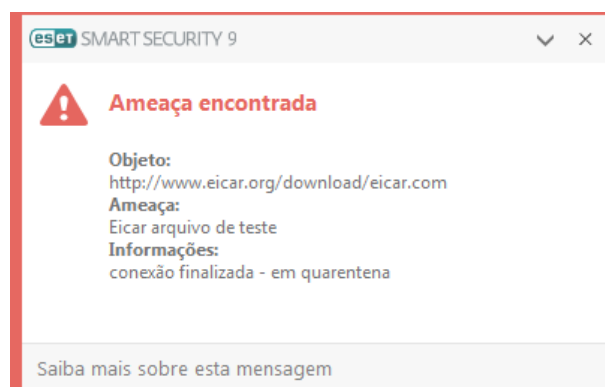 eset SMART SECURITY 9
Ameaça encontrada
Objeto:
http://www.eicar.org/download/eicar.com
Ameaça:
Eicar arquivo de teste
Informações:
conexão finalizada - em quarentena
Saiba mais sobre esta mensagem